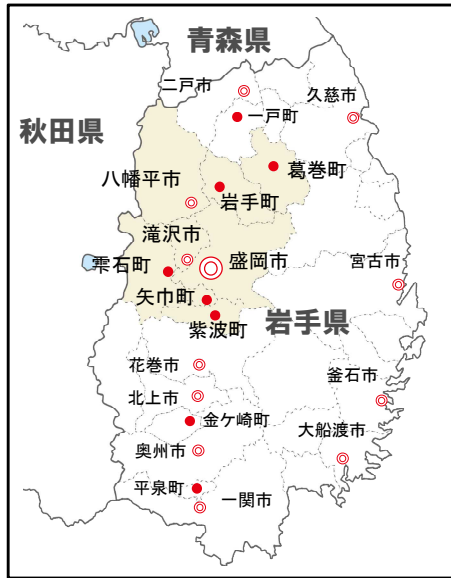 青森県
二戸市
久慈市
一戸町
秋田県
葛巻町
八幡平市
岩手町
滝沢市
雫石町
盛岡市
宮古市
矢巾町
岩手県
紫波町
花巻市
釜石市
北上市
金ケ崎町
大船渡市
奥州市
平泉町
一関市